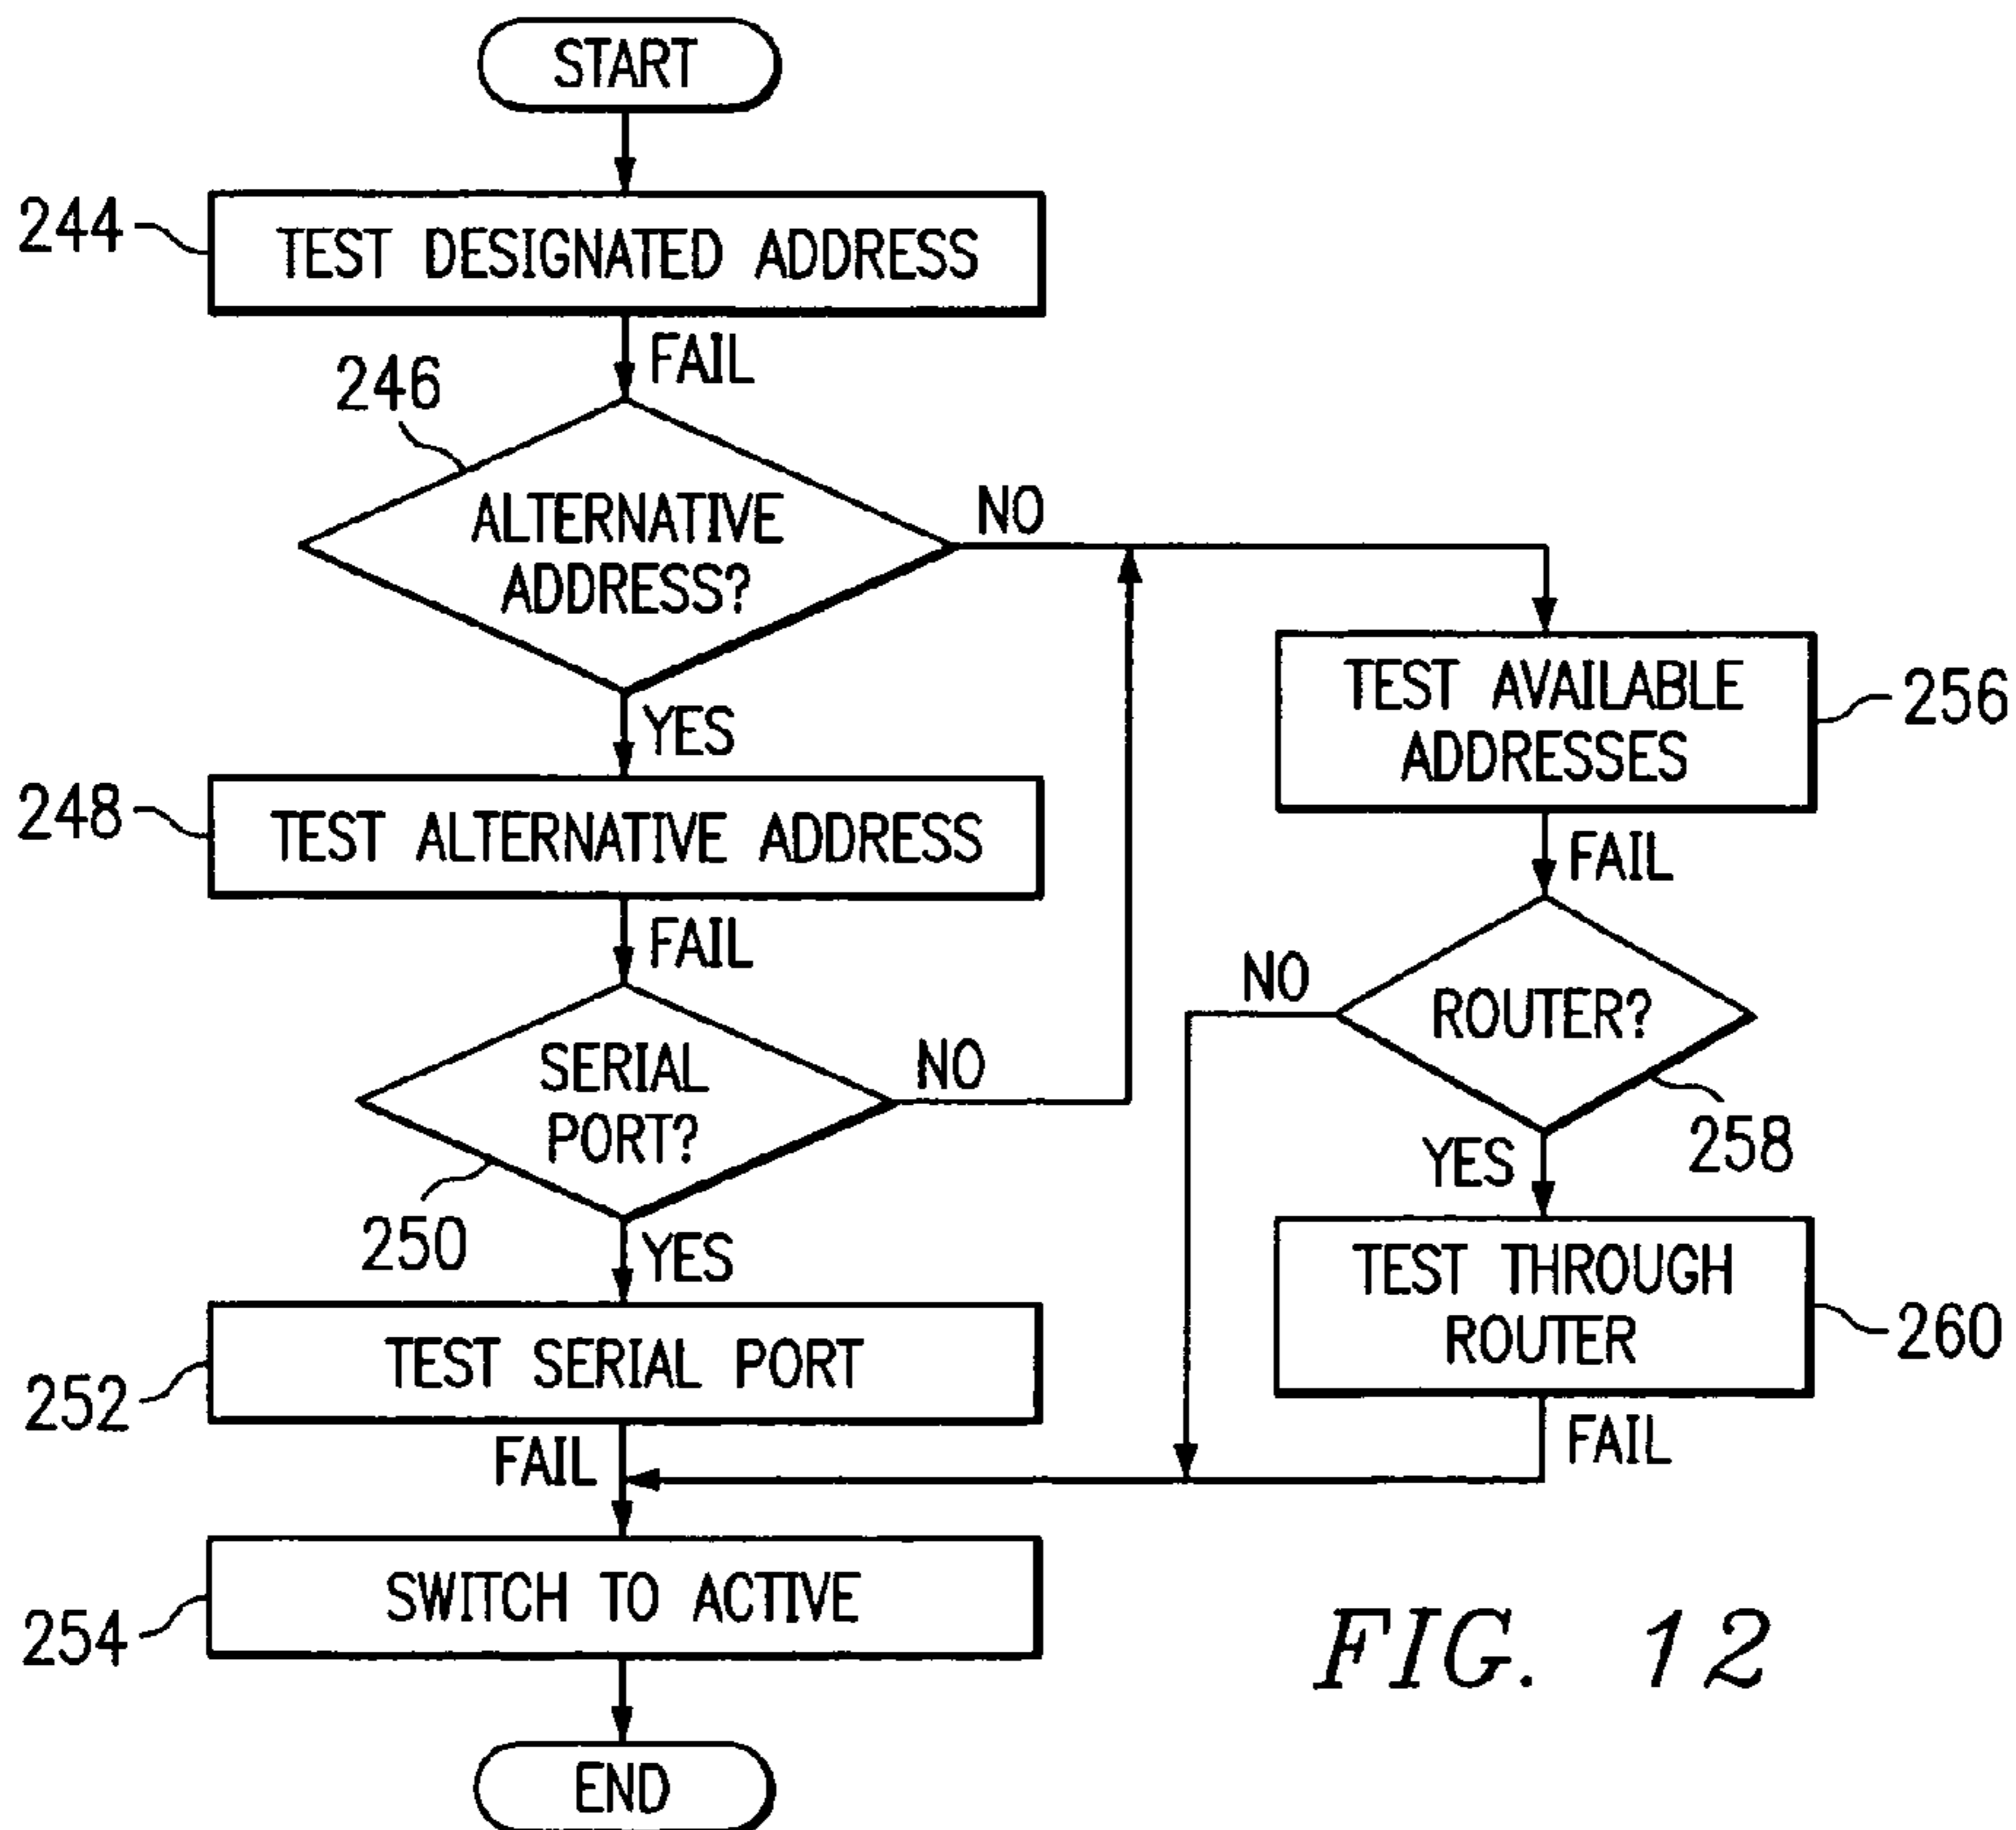 START
244
TEST DESIGNATED ADDRESS
FAIL
246
ALTERNATIVE
ADDRESS?
NO
YES
248
TEST ALTERNATIVE ADDRESS
FAIL
SERIAL
PORT?
NO
250
YES
252
TEST SERIAL PORT
FAIL
254
SWITCH TO ACTIVE
END
TEST AVAILABLE
ADDRESSES
256
FAIL
ROUTER?
NO
258
YES
TEST THROUGH
ROUTER
260
FAIL
FIG. 12